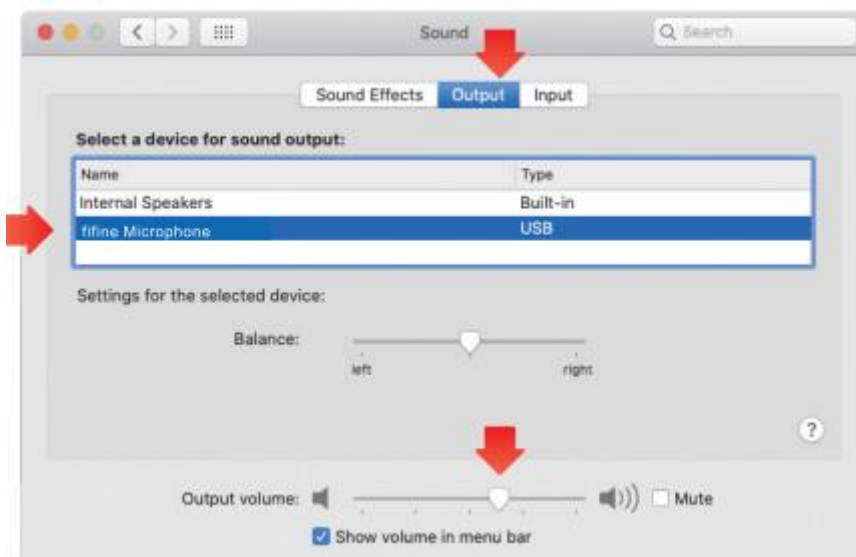 Sound
Search
Sound Effects Output Input
Select a device for sound output:
Name Type
Internal Speakers Built-in
fifine Microphone USB
Settings for the selected device:
Balance:
left right
?
Output volume: Mute
Show volume in menu bar